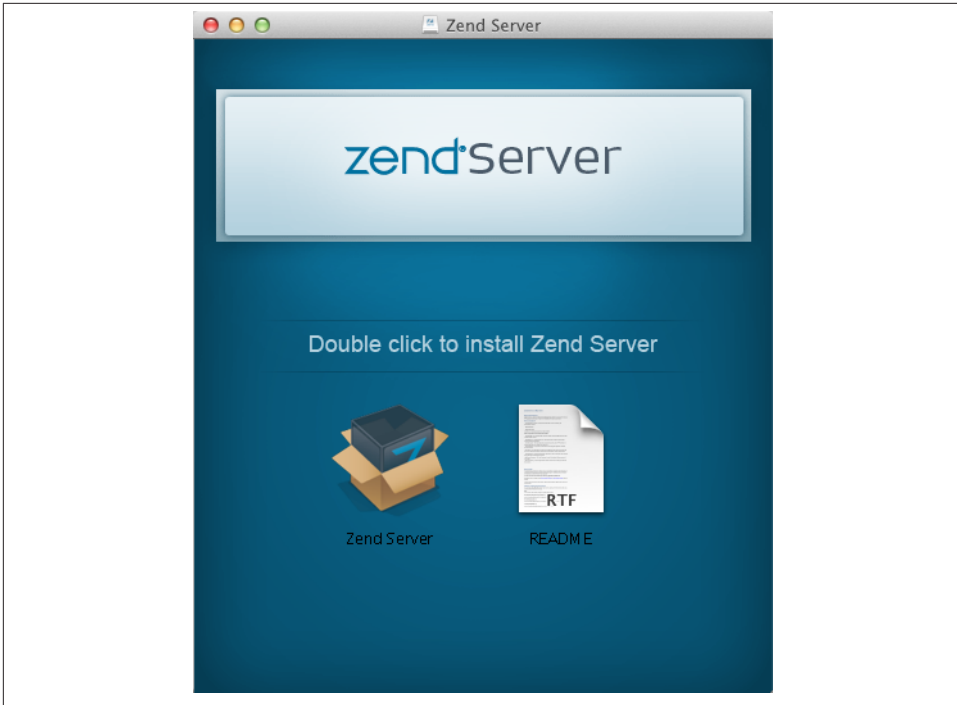 Zend Server
zend Server
Double click to install Zend Server
RTF
Zend Server
README